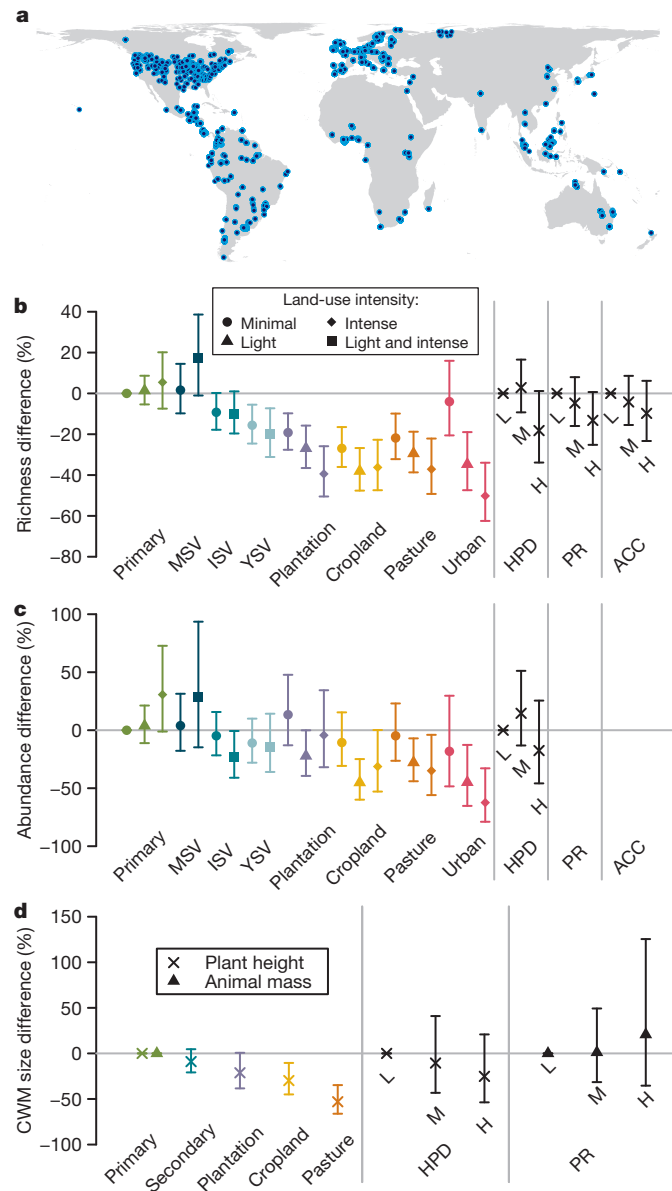 a
b
Land-use intensity:
Minimal
Intense
Light
Light and intense
Richness difference (%)
40
20
0
−20
−40
−60
−80
L
M
H
L
M
H
L
M
H
Primary
MSV
ISV
YSV
Plantation
Cropland
Pasture
Urban
HPD
PR
ACC
c
Abundance difference (%)
100
50
0
−50
−100
L
M
H
Primary
MSV
ISV
YSV
Plantation
Cropland
Pasture
Urban
HPD
PR
ACC
d
Plant height
Animal mass
CWM size difference (%)
150
100
50
0
−50
−100
L
M
H
L
M
H
Primary
Secondary
Plantation
Cropland
Pasture
HPD
PR